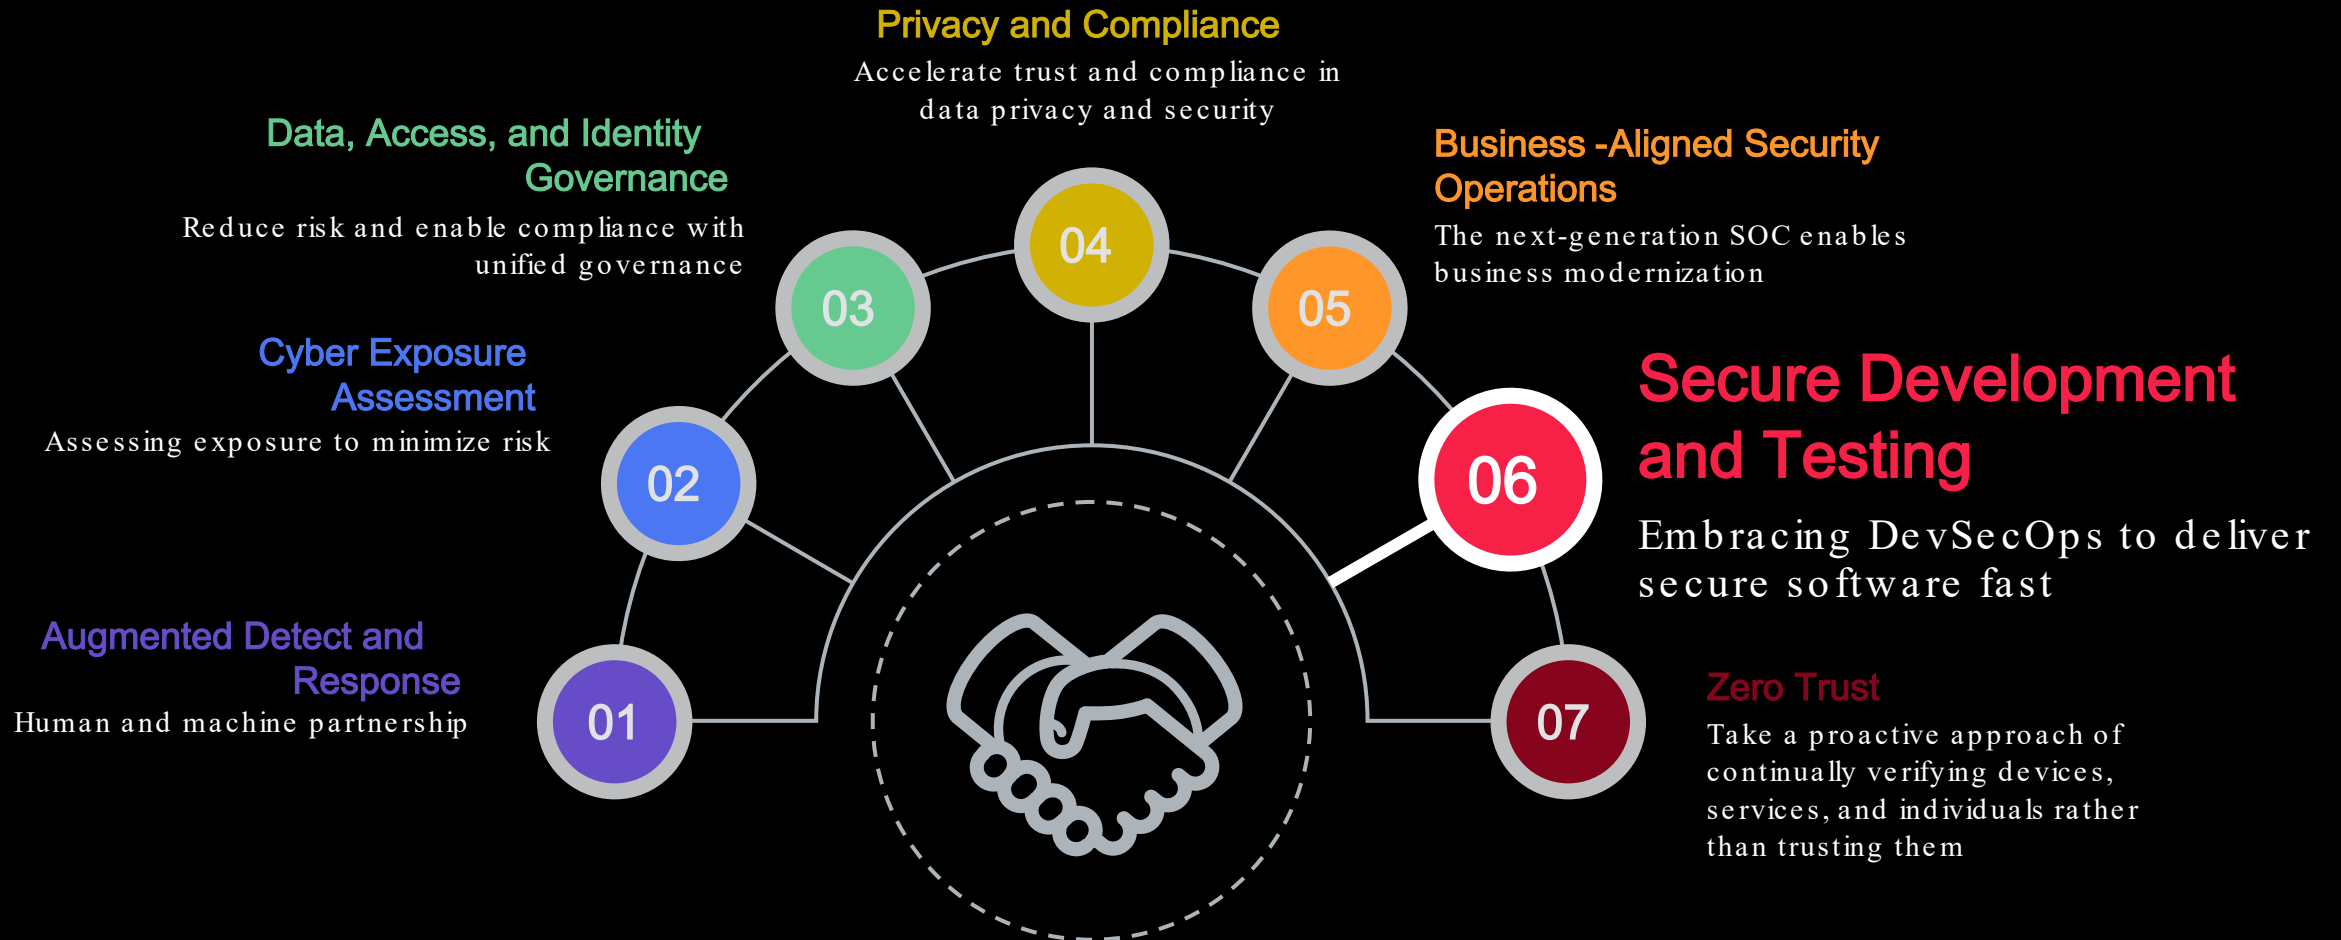 Privacy and Compliance
Accelerate trust and compliance in
data privacy and security
Data, Access, and Identity
Governance
Reduce risk and enable compliance with
unified governance
Business -Aligned Security
Operations
The next-generation SOC enables
business modernization
04
03
05
Cyber Exposure
Assessment
Assessing exposure to minimize risk
02
Secure Development
and Testing
Embracing DevSecOps to deliver
secure software fast
06
Augmented Detect and
Response
Human and machine partnership
01
07
Zero Trust
Take a proactive approach of
continually verifying devices,
services, and individuals rather
than trusting them